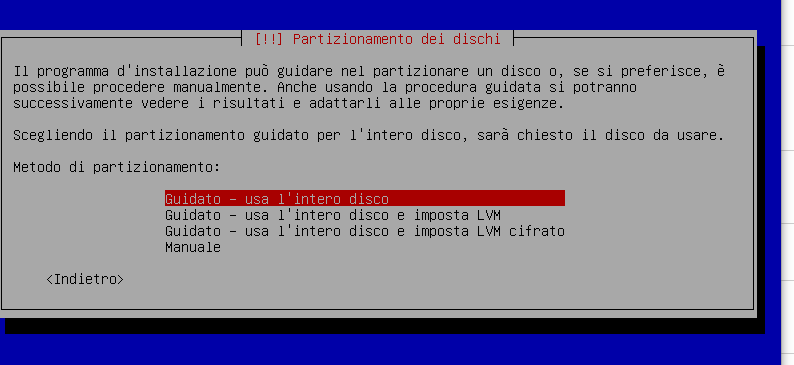 [!!] Partizionamento dei dischi
Il programma d'installazione può guidare nel partizionare un disco o, se si preferisce, è
possibile procedere manualmente. Anche usando la procedura guidata si potranno
successivamente vedere i risultati e adattarli alle proprie esigenze.
Scegliendo il partizionamento guidato per l'intero disco, sarà chiesto il disco da usare.
Metodo di partizionamento:
Guidato - usa l'intero disco
Guidato - usa l'intero disco e imposta LVM
Guidato - usa l'intero disco e imposta LVM cifrato
Manuale
<Indietro>